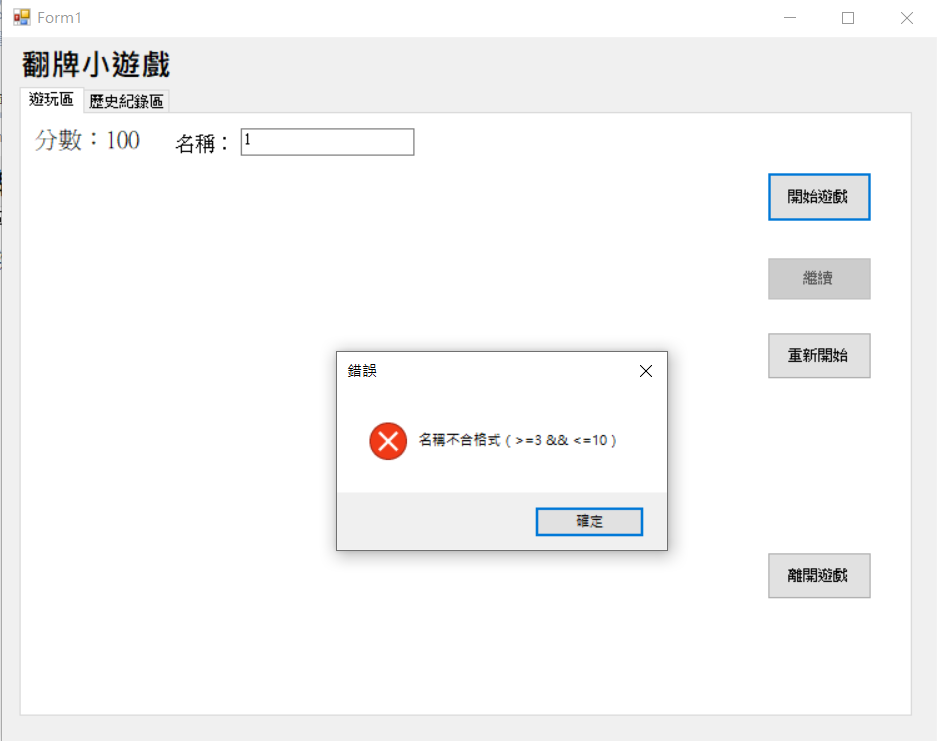 Form1
翻牌小遊戲
遊玩區 歷史紀錄區
分數：100 名稱： 1
開始遊戲
繼續
重新開始
錯誤
名稱不合格式 ( >=3 && <=10 )
確定
離開遊戲